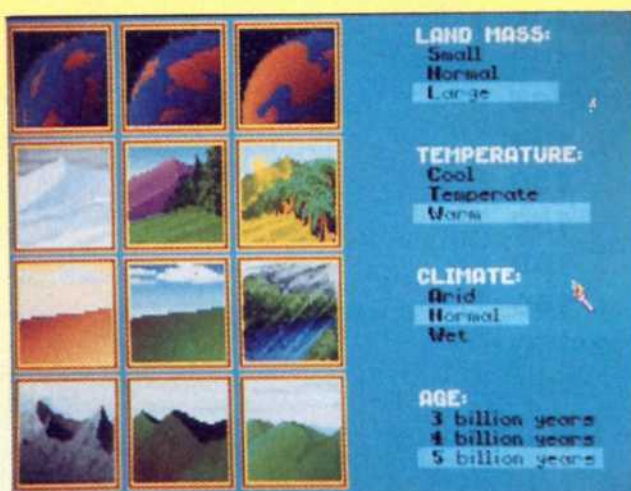 LAND MASS:
Small
Normal
Large
TEMPERATURE:
Cool
Temperate
Warm
CLIMATE:
Arid
Normal
Wet
AGE:
3 billion years
4 billion years
5 billion years